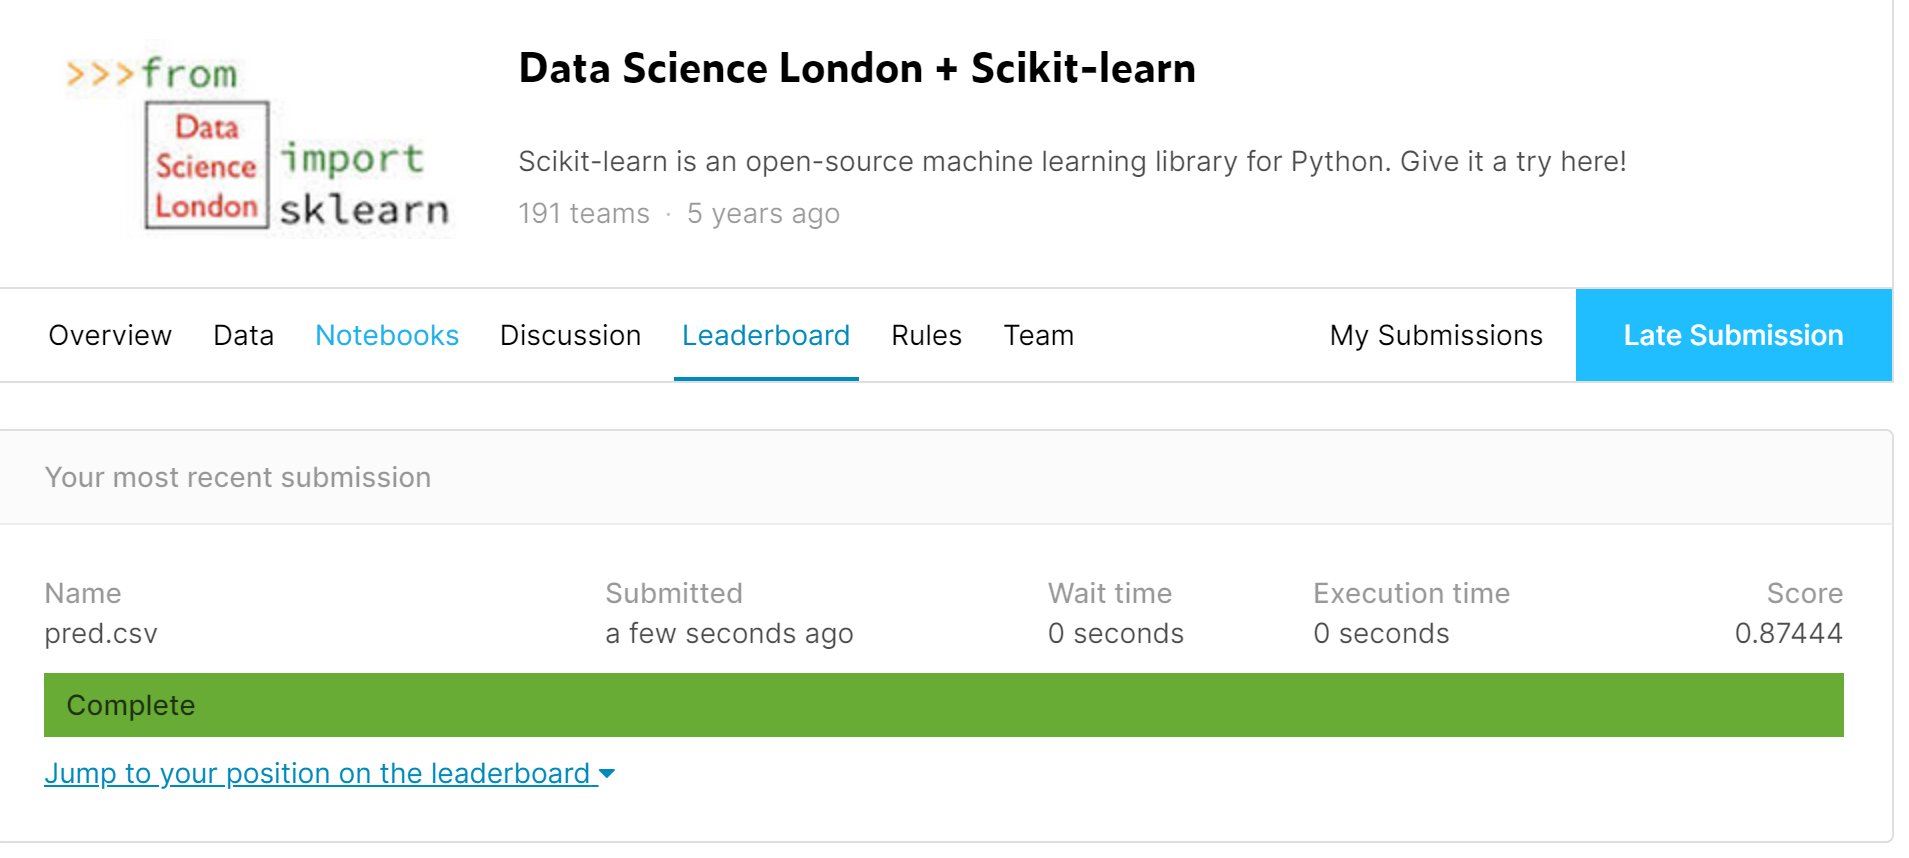 >>>from
Data
Science
London
import
sklearn
Data Science London + Scikit-learn
Scikit-learn is an open-source machine learning library for Python. Give it a try here!
191 teams · 5 years ago
Overview Data Notebooks Discussion Leaderboard Rules Team My Submissions Late Submission
Your most recent submission
Name Submitted Wait time Execution time Score
pred.csv a few seconds ago 0 seconds 0 seconds 0.87444
Complete
Jump to your position on the leaderboard